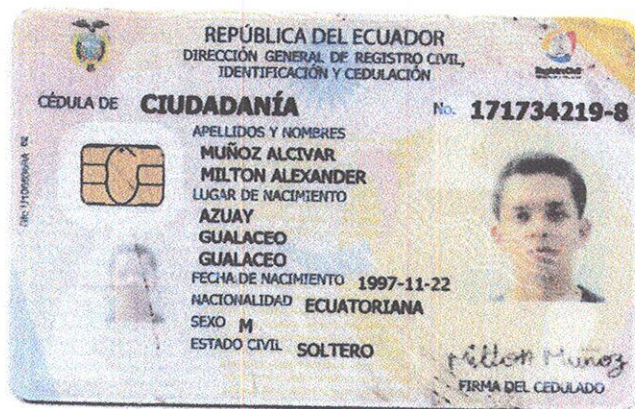 REPÚBLICA DEL ECUADOR
DIRECCIÓN GENERAL DE REGISTRO CIVIL,
IDENTIFICACIÓN Y CEDULACIÓN
CÉDULA DE CIUDADANÍA No. 171734219-8
APELLIDOS Y NOMBRES
MUÑOZ ALCIVAR
MILTON ALEXANDER
LUGAR DE NACIMIENTO
AZUAY
GUALACEO
GUALACEO
FECHA DE NACIMIENTO 1997-11-22
NACIONALIDAD ECUATORIANA
SEXO M
ESTADO CIVIL SOLTERO
Milton Muñoz
FIRMA DEL CEDULADO